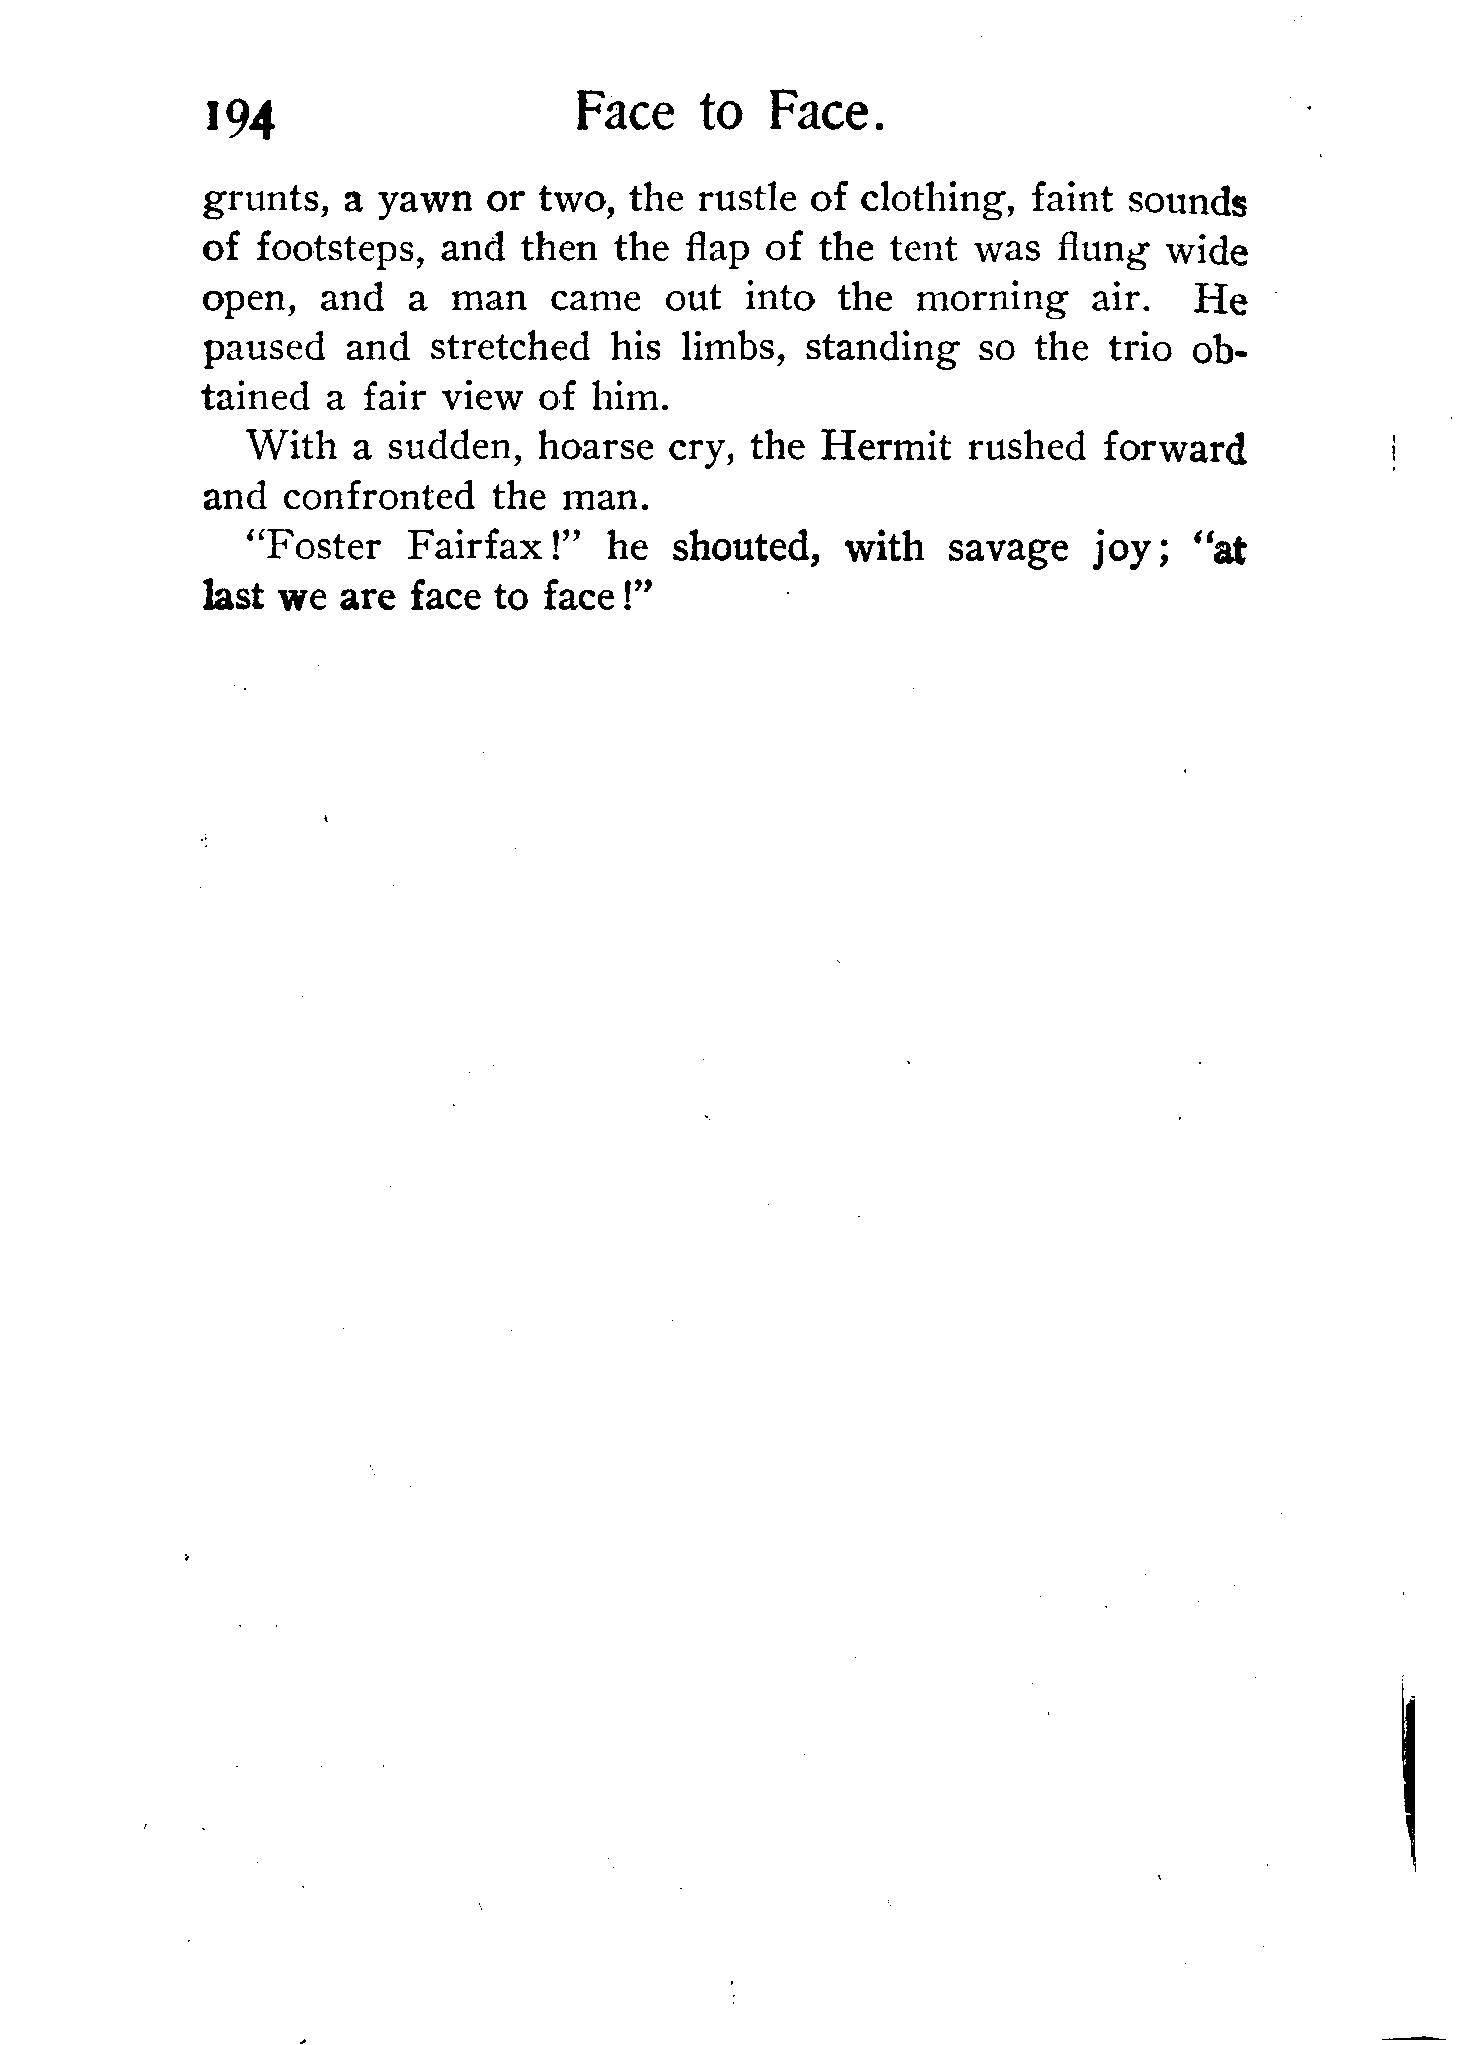 194 Face to Face.
grunts, a yawn or two, the rustle of clothing, faint sounds
of footsteps, and then the flap of the tent was flung wide
open, and a man came out into the morning air. He
paused and stretched his limbs, standing so the trio ob-
tained a fair view of him.
With a sudden, hoarse cry, the Hermit rushed forward
and confronted the man.
“Foster Fairfax!” he shouted, with savage joy; “at
last we are face to face!”